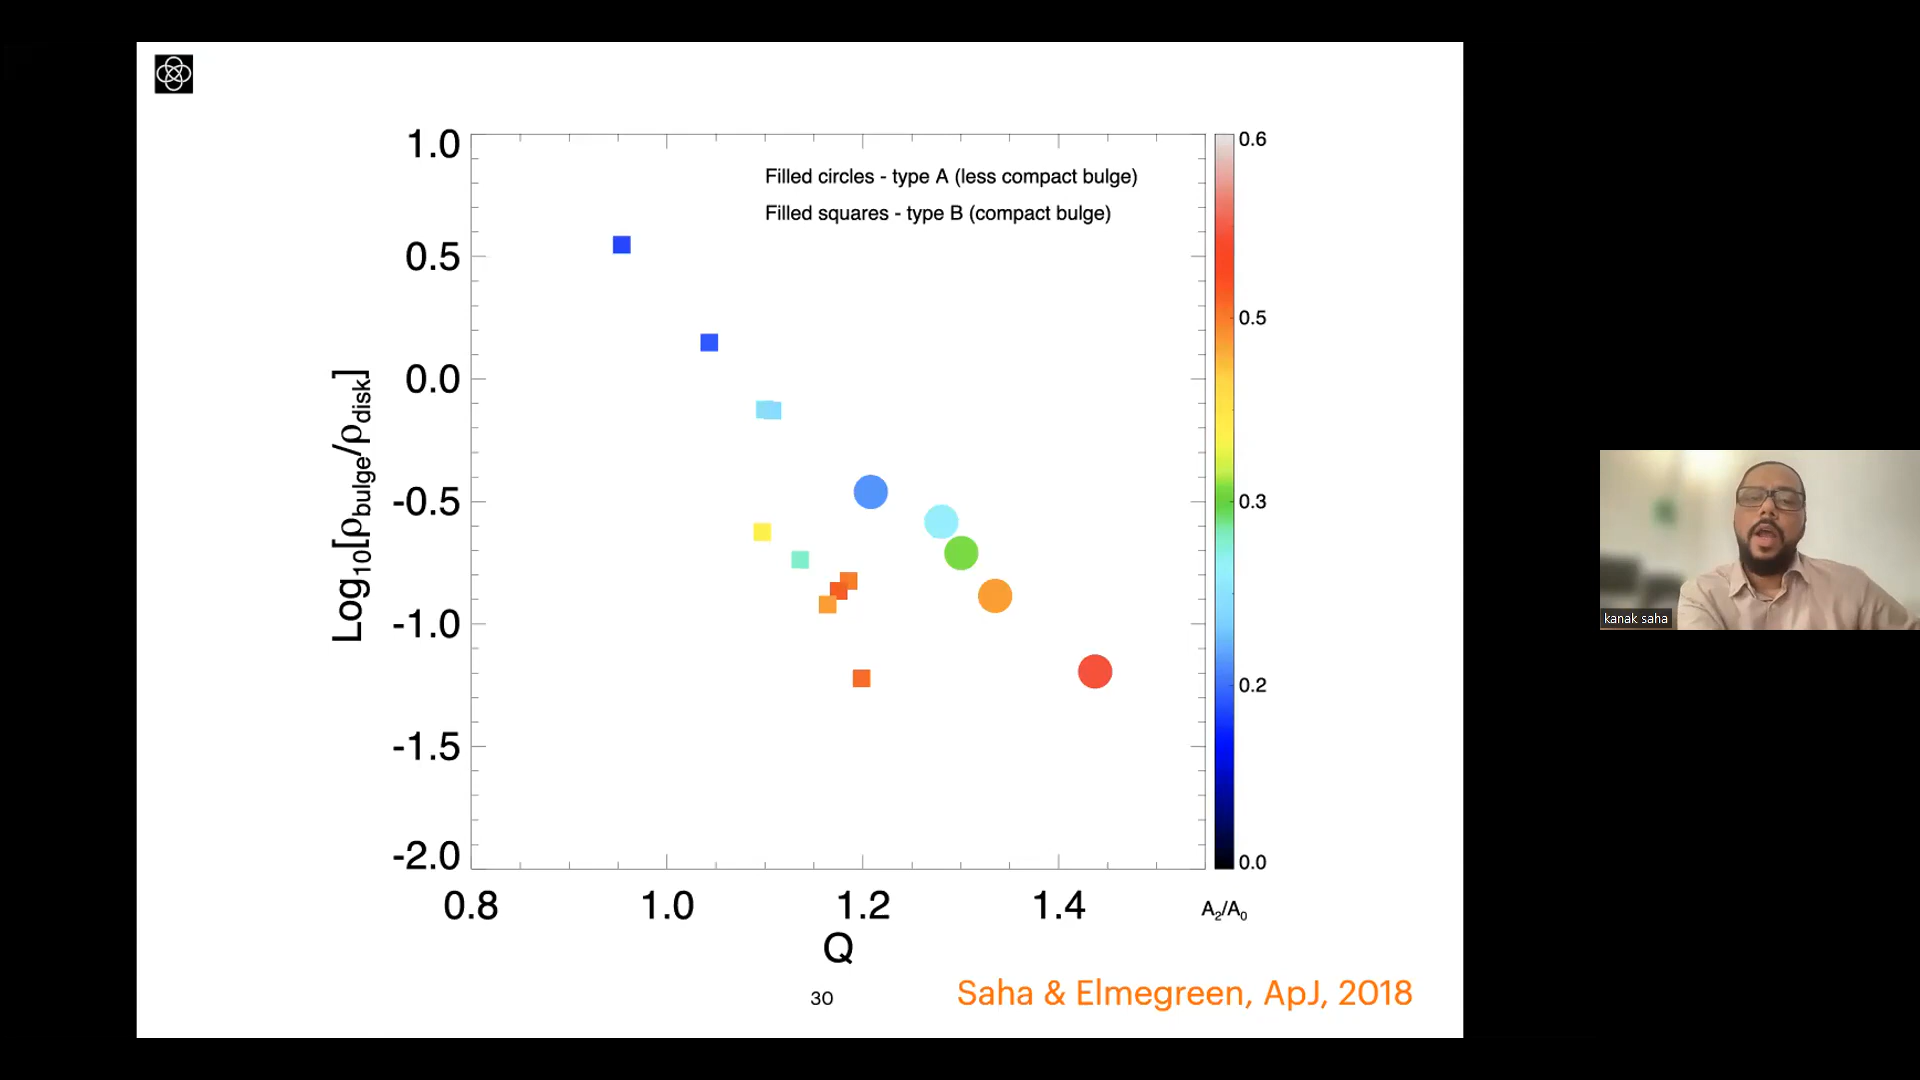 1.0
0.5
0.0
-0.5
-1.0
-1.5
-2.0
Log10[ρbulge/ρdisk]
Filled circles - type A (less compact bulge)
Filled squares - type B (compact bulge)
0.8
1.0
1.2
1.4
Q
0.6
0.5
0.3
0.2
0.0
A2/A0
30
Saha & Elmegreen, ApJ, 2018
kanak saha